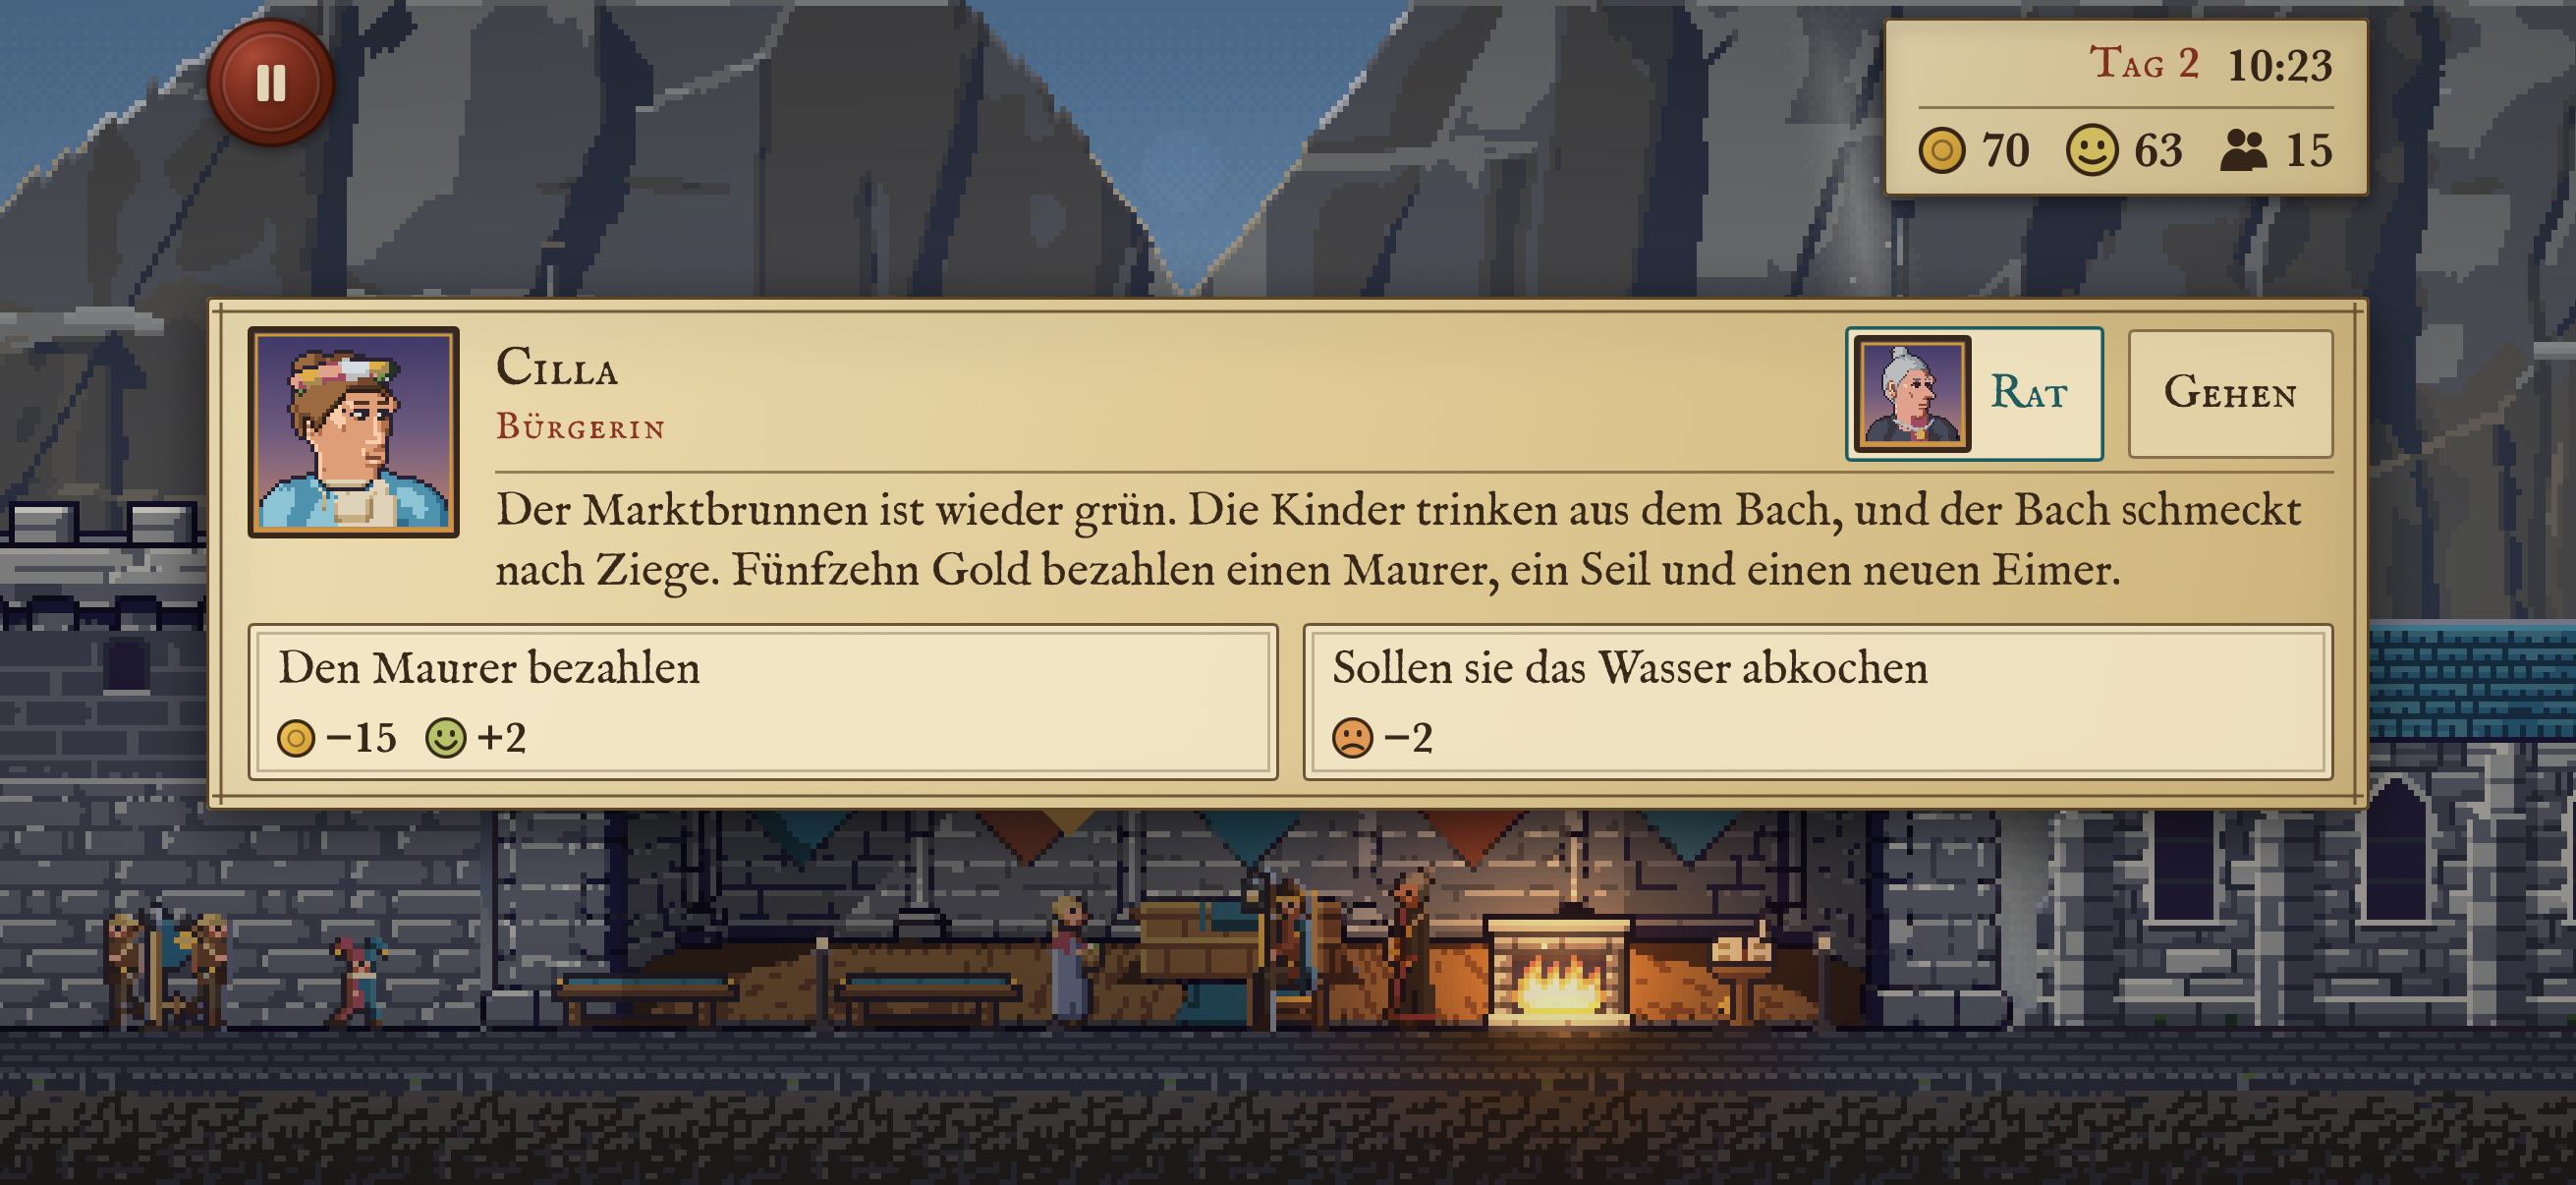 Tag 2 10:23
70 63 15
Cilla
Bürgerin
Rat
Gehen
Der Marktbrunnen ist wieder grün. Die Kinder trinken aus dem Bach, und der Bach schmeckt
nach Ziege. Fünfzehn Gold bezahlen einen Maurer, ein Seil und einen neuen Eimer.
Den Maurer bezahlen
−15 +2
Sollen sie das Wasser abkochen
−2